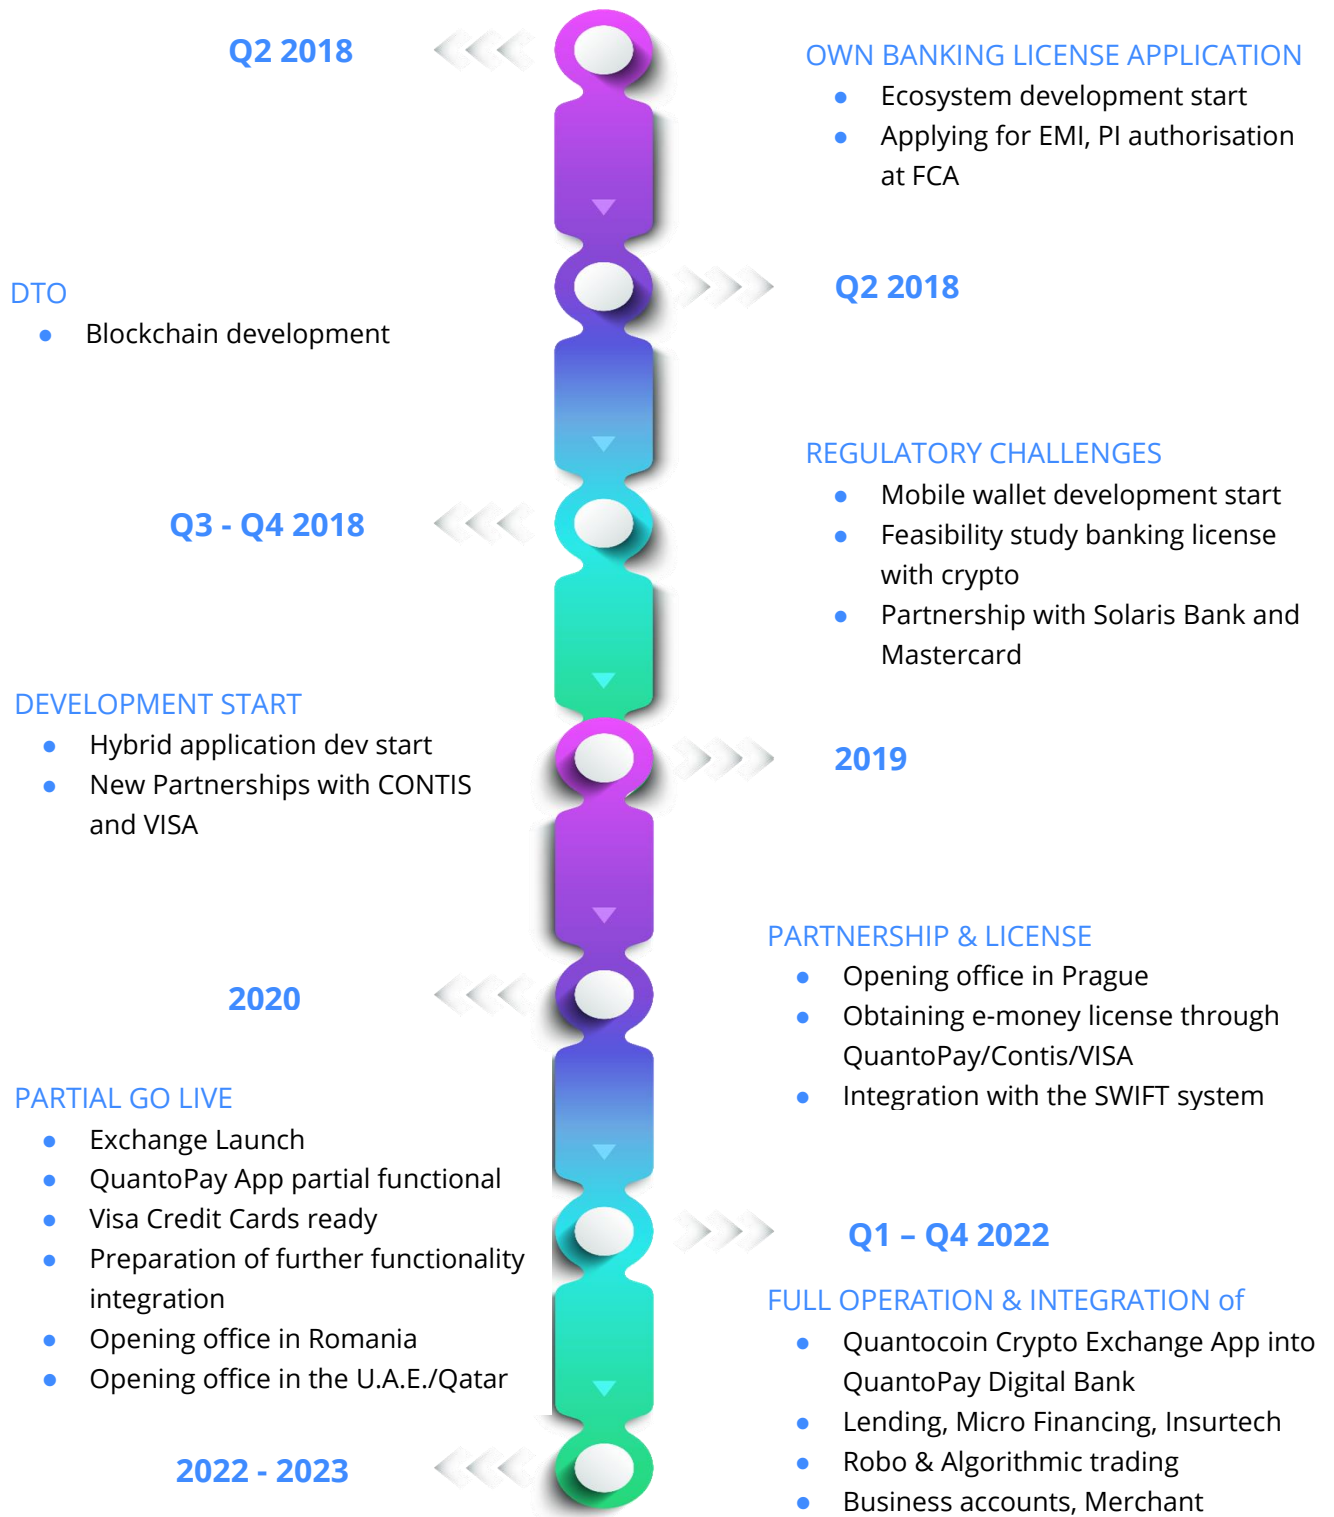 Q2 2018
OWN BANKING LICENSE APPLICATION
● Ecosystem development start
● Applying for EMI, PI authorisation
at FCA
DTO
● Blockchain development
Q2 2018
Q3 - Q4 2018
REGULATORY CHALLENGES
● Mobile wallet development start
● Feasibility study banking license
with crypto
● Partnership with Solaris Bank and
Mastercard
DEVELOPMENT START
● Hybrid application dev start
● New Partnerships with CONTIS
and VISA
2019
2020
PARTNERSHIP & LICENSE
● Opening office in Prague
● Obtaining e-money license through
QuantoPay/Contis/VISA
● Integration with the SWIFT system
PARTIAL GO LIVE
● Exchange Launch
● QuantoPay App partial functional
● Visa Credit Cards ready
● Preparation of further functionality
integration
● Opening office in Romania
● Opening office in the U.A.E./Qatar
Q1 – Q4 2022
2022 - 2023
FULL OPERATION & INTEGRATION of
● Quantocoin Crypto Exchange App into
QuantoPay Digital Bank
● Lending, Micro Financing, Insurtech
● Robo & Algorithmic trading
● Business accounts, Merchant